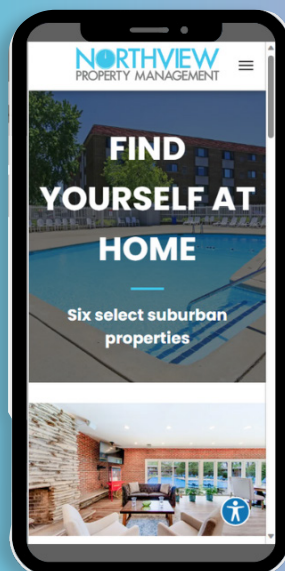 NORTHVIEW
PROPERTY MANAGEMENT
FIND
YOURSELF AT
HOME
Six select suburban
properties